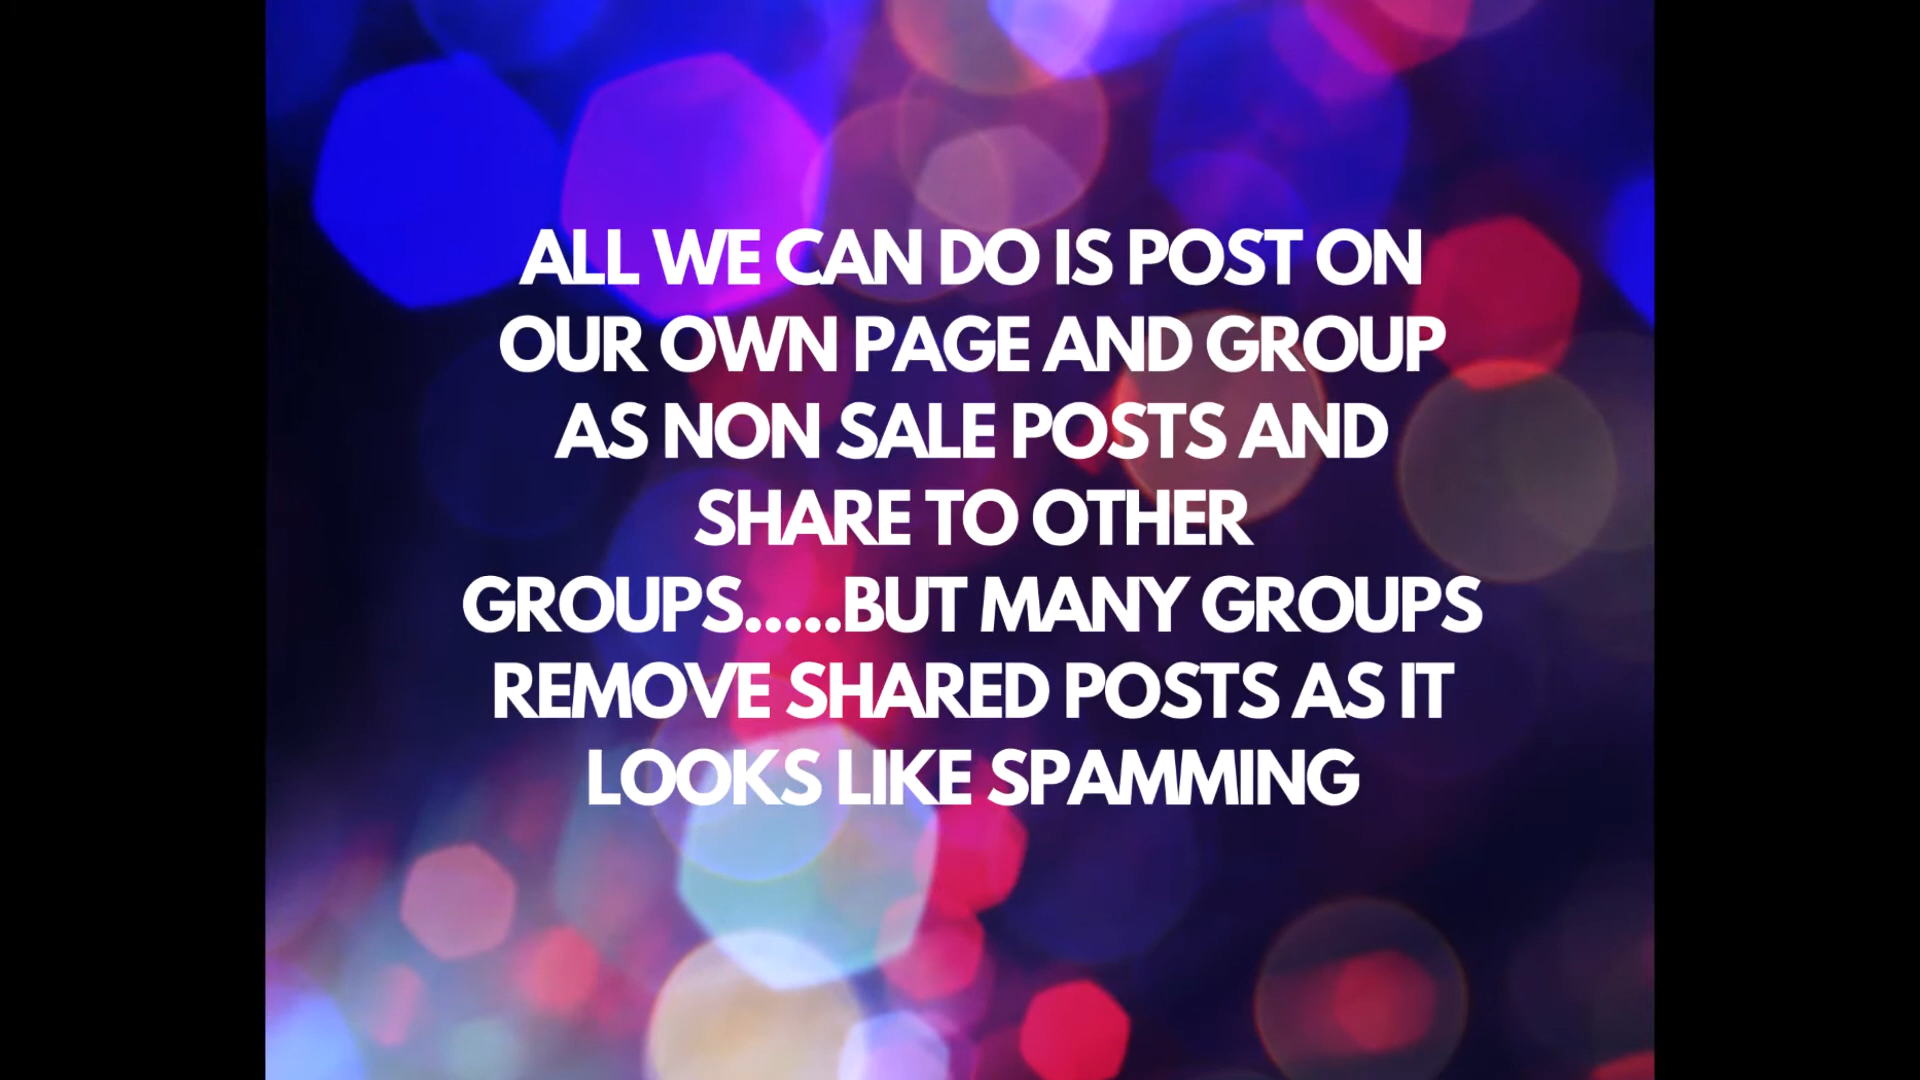 ALL WE CAN DO IS POST ON
OUR OWN PAGE AND GROUP
AS NON SALE POSTS AND
SHARE TO OTHER
GROUPS.....BUT MANY GROUPS
REMOVE SHARED POSTS AS IT
LOOKS LIKE SPAMMING